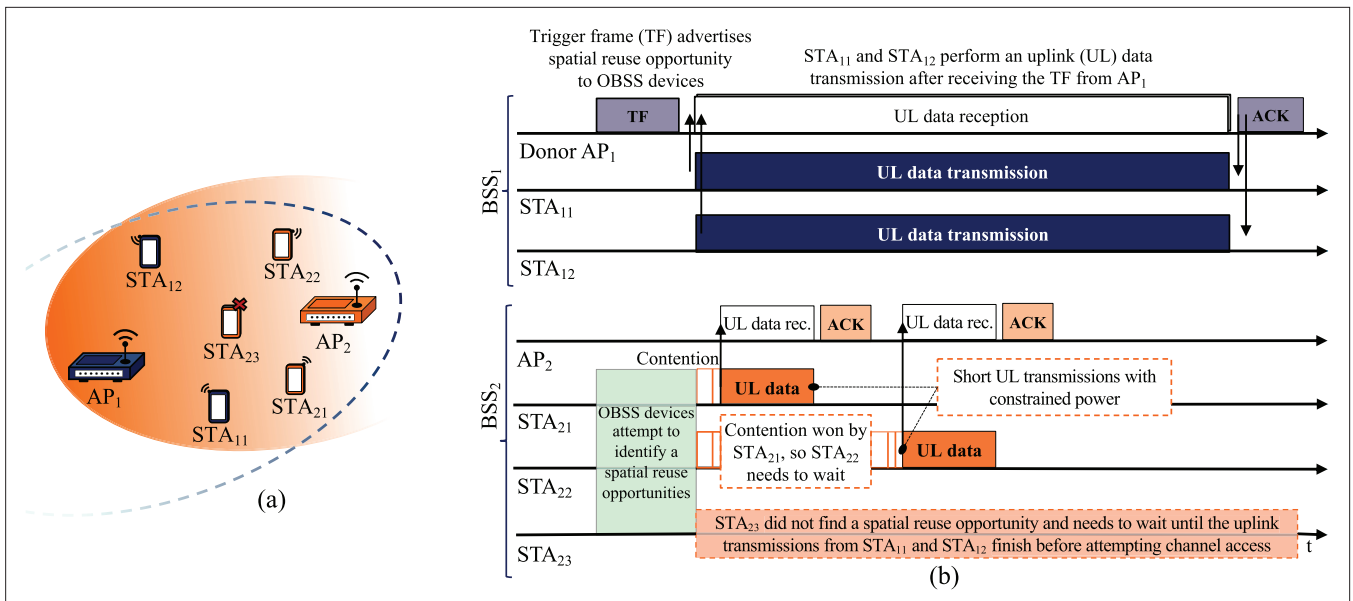 Trigger frame (TF) advertises
spatial reuse opportunity
to OBSS devices
STA₁₁ and STA₁₂ perform an uplink (UL) data
transmission after receiving the TF from AP₁
TF
UL data reception
ACK
Donor AP₁
BSS₁
UL data transmission
STA₁₁
UL data transmission
STA₁₂
STA₁₂
STA₂₂
STA₂₃
AP₂
AP₁
STA₂₁
STA₁₁
(a)
UL data rec.
ACK
UL data rec.
ACK
AP₂
Contention
BSS₂
UL data
Short UL transmissions with
constrained power
STA₂₁
OBSS devices
attempt to
identify a
spatial reuse
opportunities
Contention won by
STA₂₁, so STA₂₂
needs to wait
UL data
STA₂₂
STA₂₃ did not find a spatial reuse opportunity and needs to wait until the uplink
transmissions from STA₁₁ and STA₁₂ finish before attempting channel access
t
STA₂₃
(b)